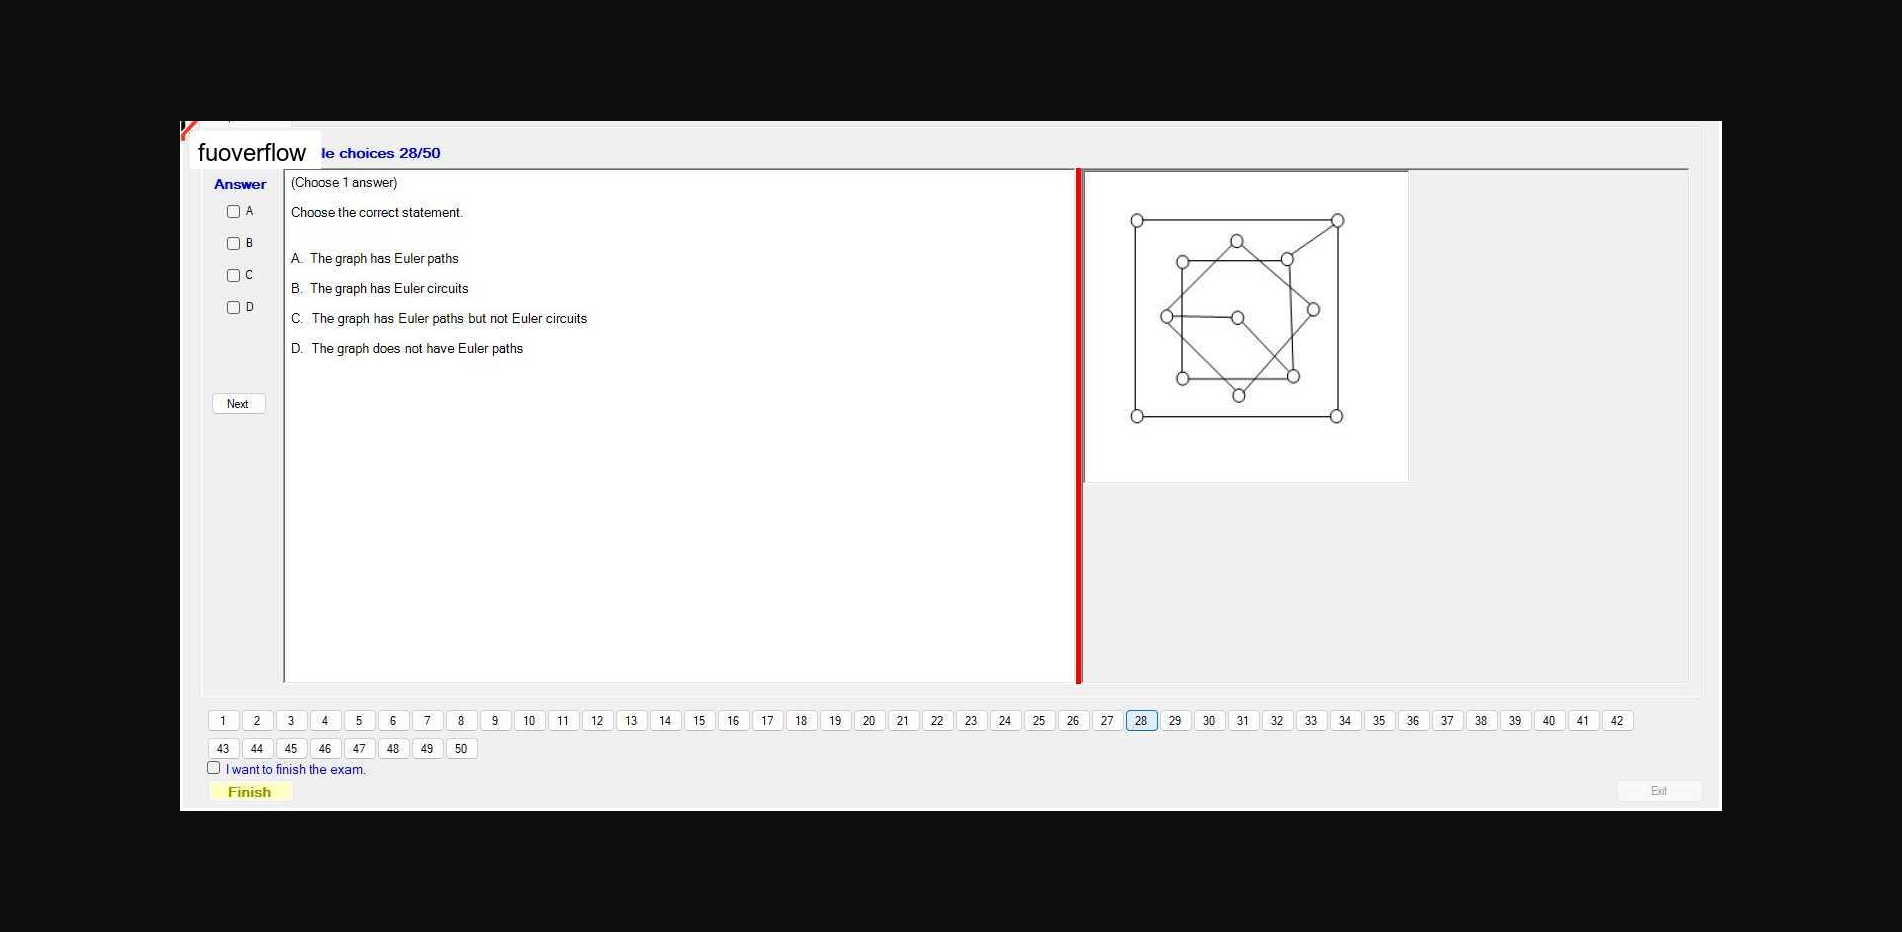 fuoverflow le choices 28/50
Answer
(Choose 1 answer)
A
Choose the correct statement.
B
A. The graph has Euler paths
C
B. The graph has Euler circuits
D
C. The graph has Euler paths but not Euler circuits
D. The graph does not have Euler paths
Next
1 2 3 4 5 6 7 8 9 10 11 12 13 14 15 16 17 18 19 20 21 22 23 24 25 26 27 28 29 30 31 32 33 34 35 36 37 38 39 40 41 42
43 44 45 46 47 48 49 50
I want to finish the exam.
Finish
Exit